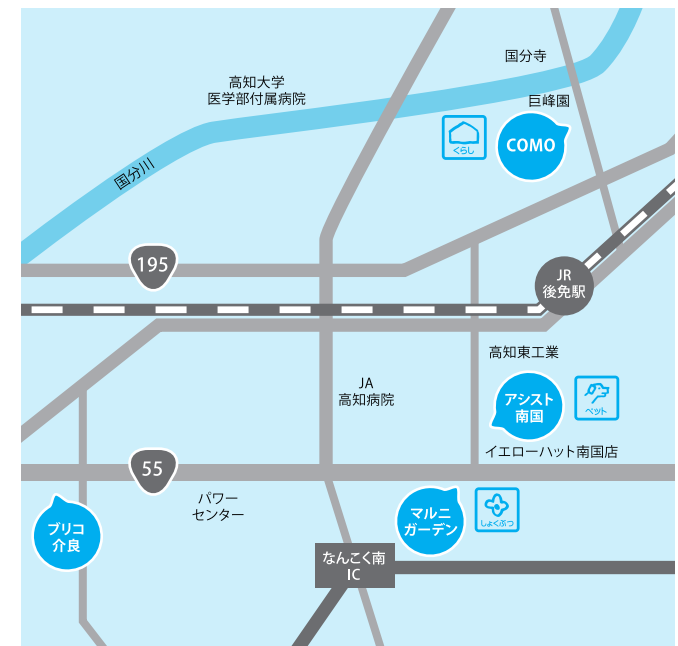 国分寺
高知大学
医学部付属病院
巨峰園
くらし
COMO
国分川
195
JR
後免駅
高知東工業
JA
高知病院
アシスト
南国
ペット
イエローハット南国店
55
パワー
センター
マルニ
ガーデン
しょくぶつ
ブリコ
介良
なんこく南
IC